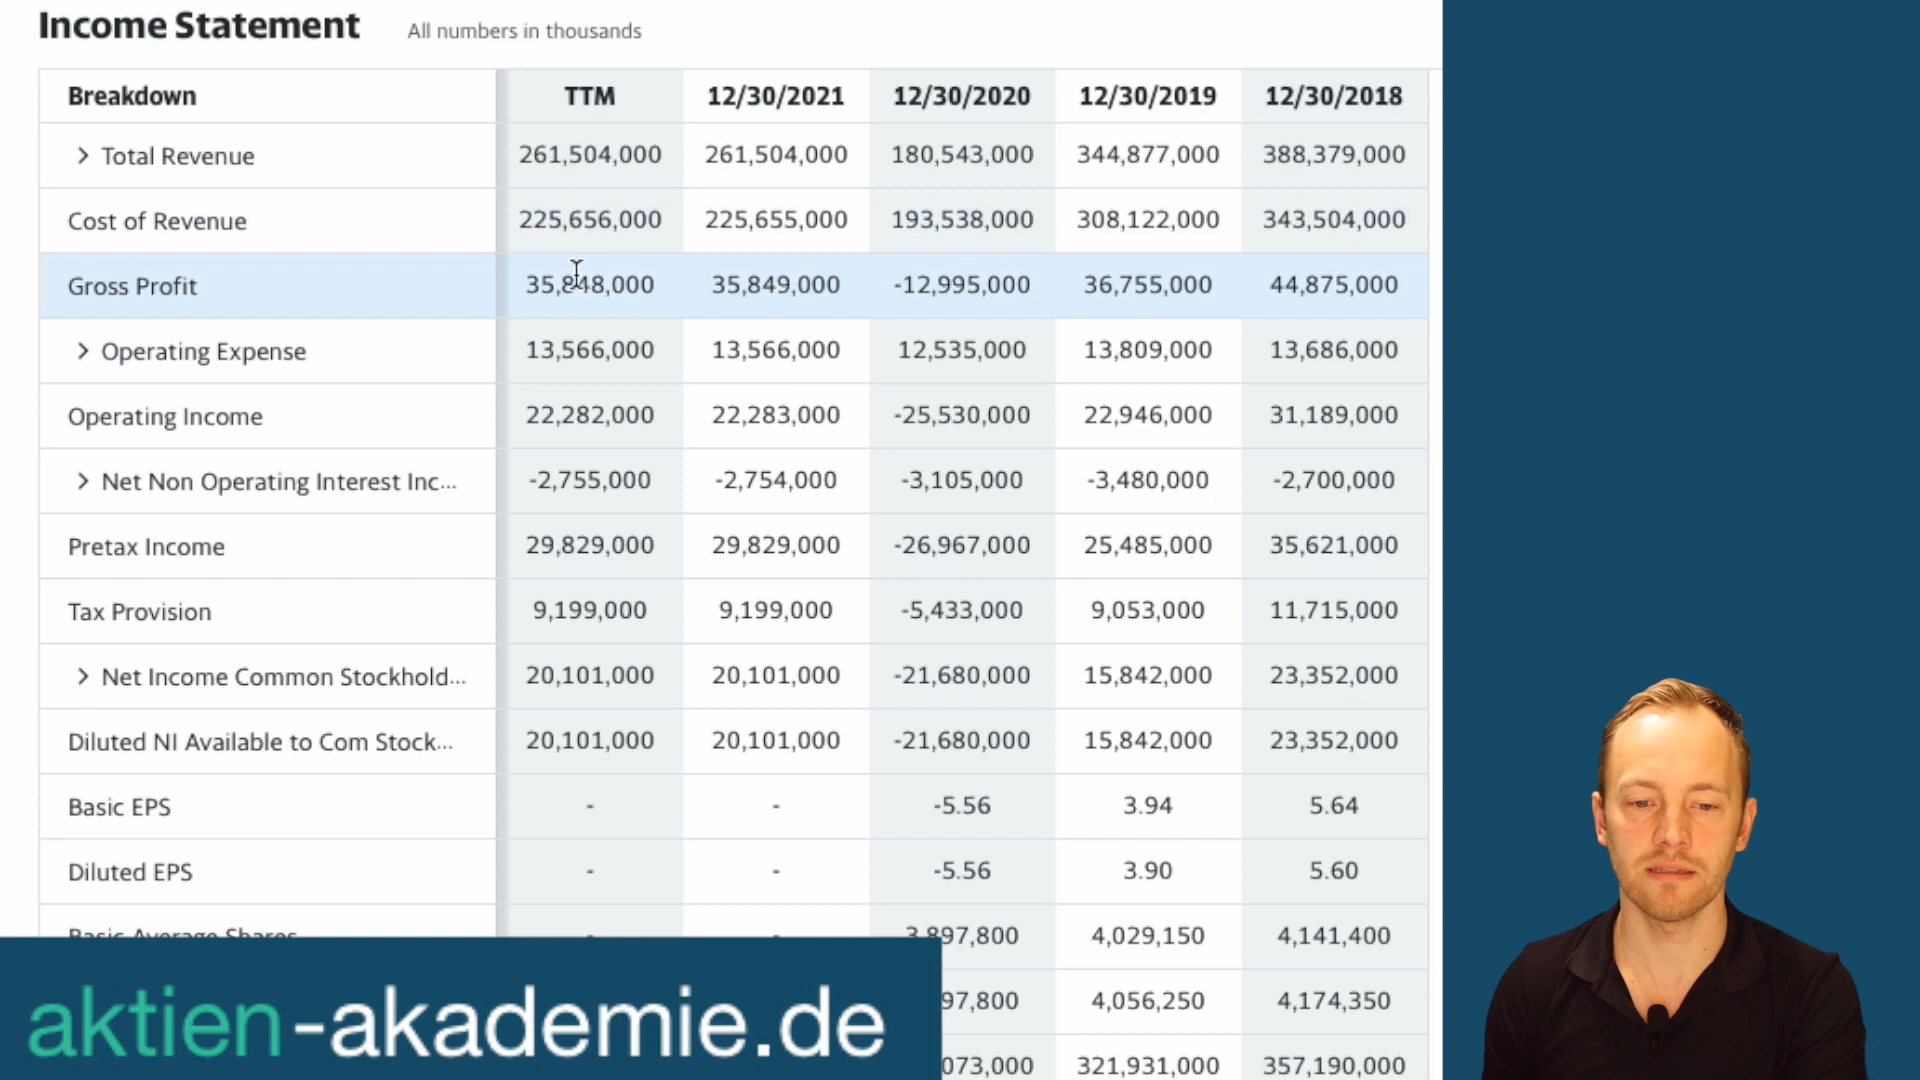 Income Statement All numbers in thousands
Breakdown TTM 12/30/2021 12/30/2020 12/30/2019 12/30/2018
Total Revenue 261,504,000 261,504,000 180,543,000 344,877,000 388,379,000
Cost of Revenue 225,656,000 225,655,000 193,538,000 308,122,000 343,504,000
Gross Profit 35,848,000 35,849,000 -12,995,000 36,755,000 44,875,000
Operating Expense 13,566,000 13,566,000 12,535,000 13,809,000 13,686,000
Operating Income 22,282,000 22,283,000 -25,530,000 22,946,000 31,189,000
Net Non Operating Interest Inc... -2,755,000 -2,754,000 -3,105,000 -3,480,000 -2,700,000
Pretax Income 29,829,000 29,829,000 -26,967,000 25,485,000 35,621,000
Tax Provision 9,199,000 9,199,000 -5,433,000 9,053,000 11,715,000
Net Income Common Stockhold... 20,101,000 20,101,000 -21,680,000 15,842,000 23,352,000
Diluted NI Available to Com Stock... 20,101,000 20,101,000 -21,680,000 15,842,000 23,352,000
Basic EPS - - -5.56 3.94 5.64
Diluted EPS - - -5.56 3.90 5.60
Basic Average Shares - - 3,897,800 4,029,150 4,141,400
97,800 4,056,250 4,174,350
073,000 321,931,000 357,190,000
aktien-akademie.de